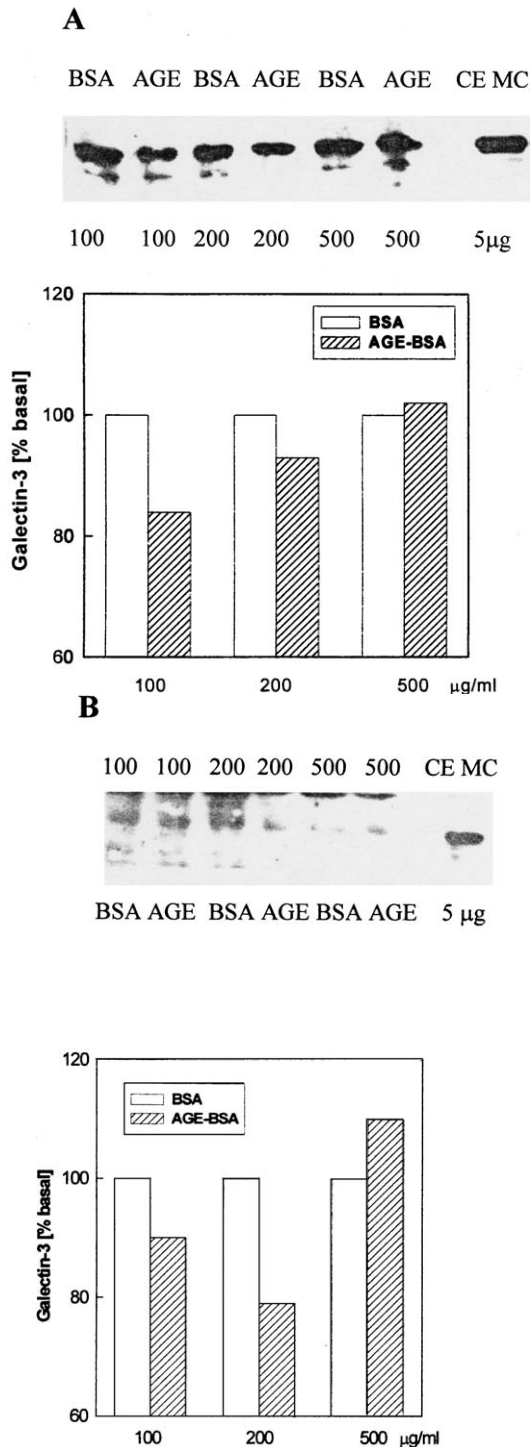 A
BSA AGE BSA AGE BSA AGE CE MC
100 100 200 200 500 500 5µg
120
BSA
AGE-BSA
100
80
60
Galectin-3 [% basal]
100 200 500 µg/ml
B
100 100 200 200 500 500 CE MC
BSA AGE BSA AGE BSA AGE 5 µg
120
BSA
AGE-BSA
100
80
60
Galectin-3 [% basal]
100 200 500 µg/ml